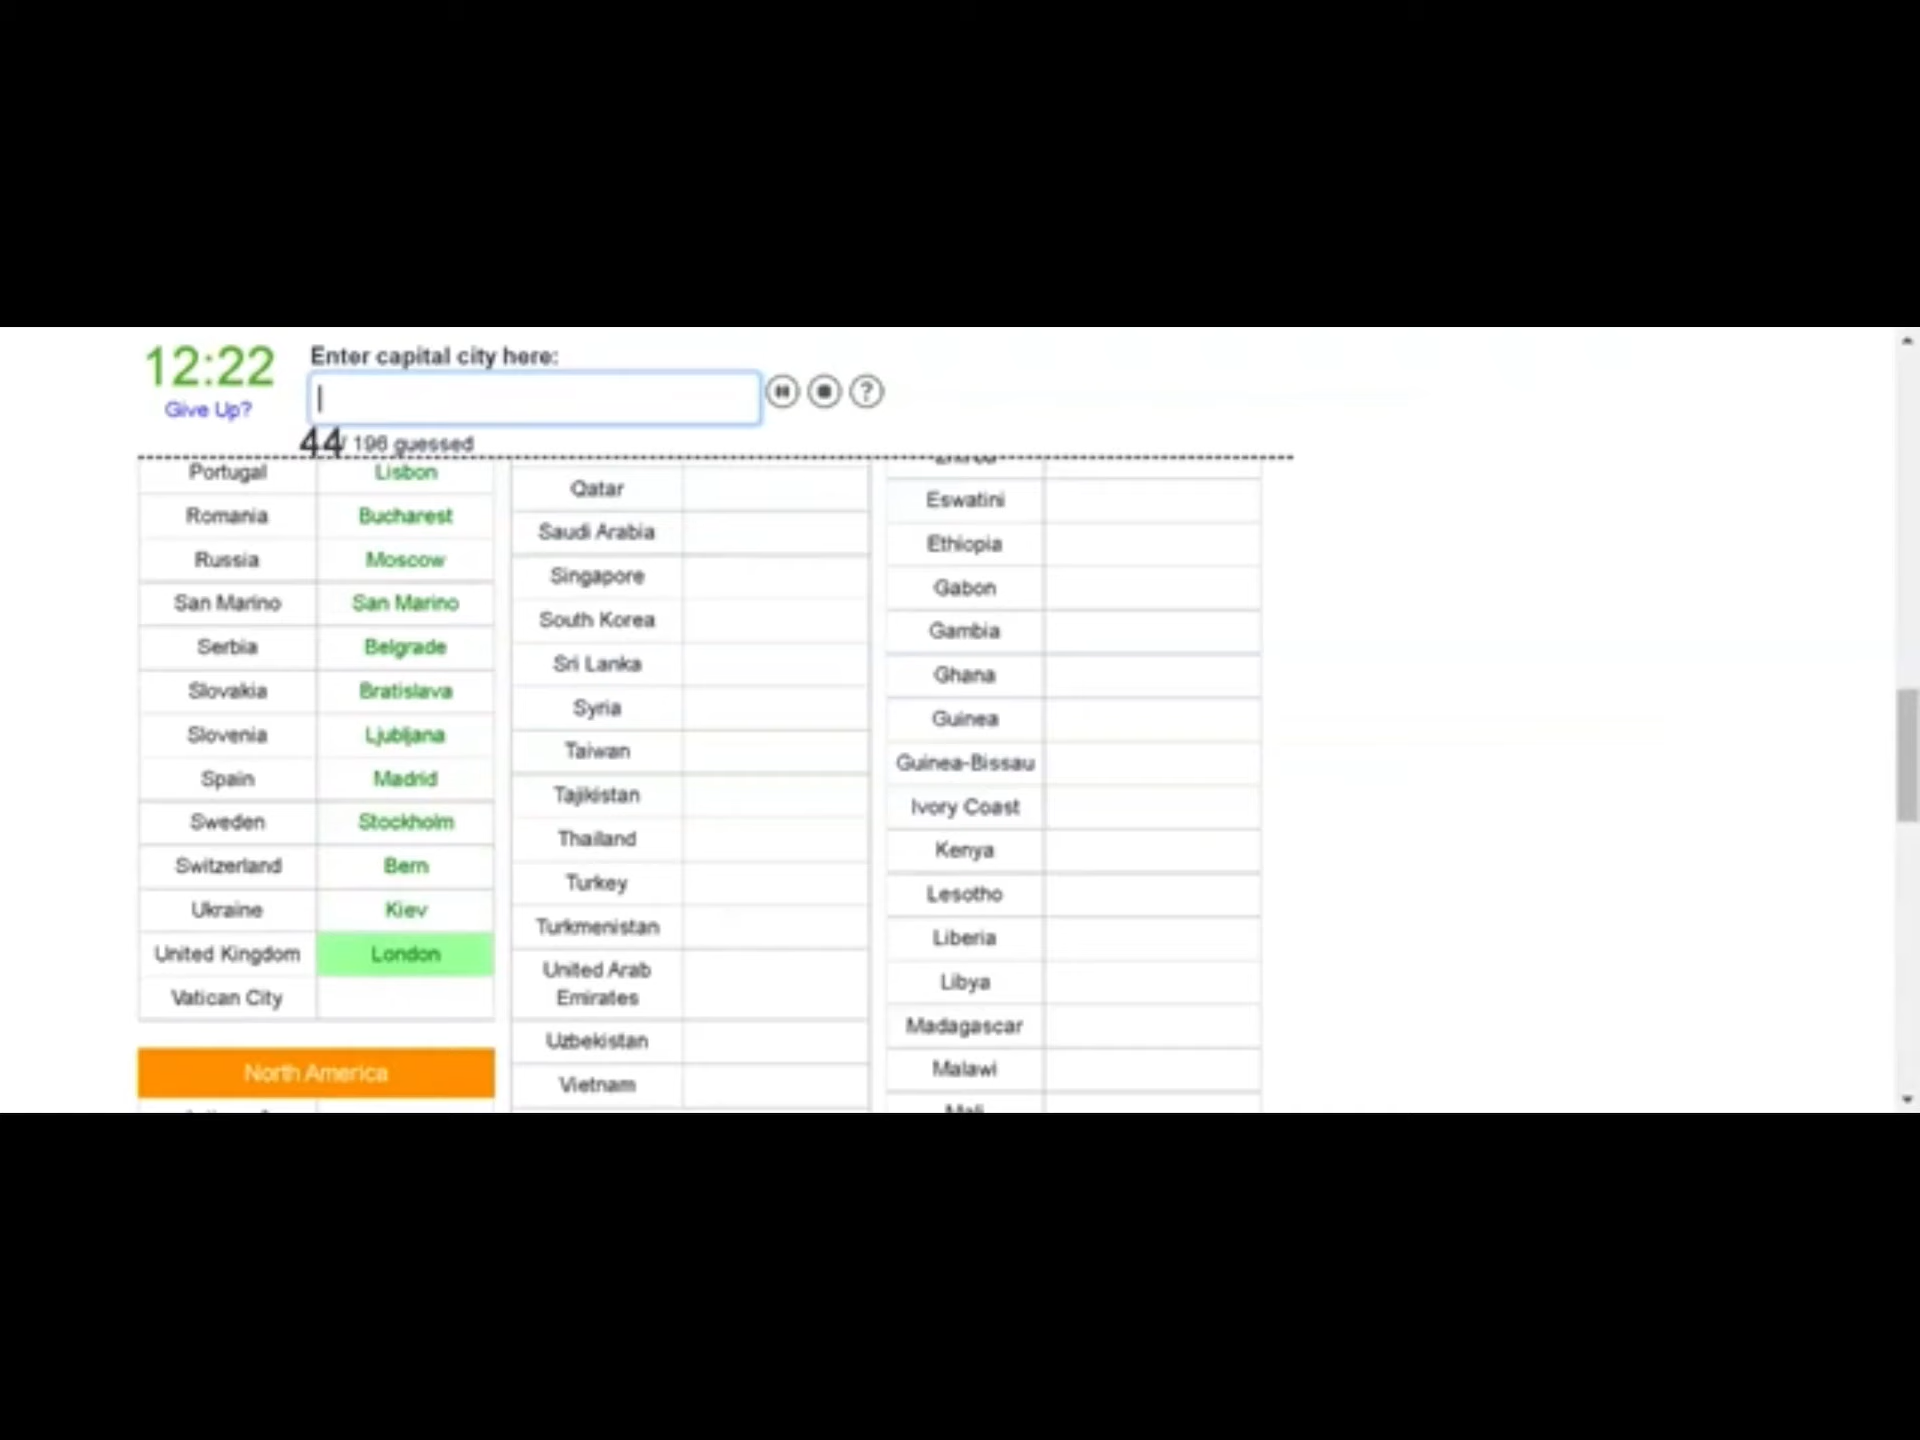 12:22
Give Up?
Enter capital city here:
44/ 196 guessed
Portugal Lisbon
Romania Bucharest
Russia Moscow
San Marino San Marino
Serbia Belgrade
Slovakia Bratislava
Slovenia Ljubljana
Spain Madrid
Sweden Stockholm
Switzerland Bern
Ukraine Kiev
United Kingdom London
Vatican City
North America
Qatar
Saudi Arabia
Singapore
South Korea
Sri Lanka
Syria
Taiwan
Tajikistan
Thailand
Turkey
Turkmenistan
United Arab
Emirates
Uzbekistan
Vietnam
Eswatini
Ethiopia
Gabon
Gambia
Ghana
Guinea
Guinea-Bissau
Ivory Coast
Kenya
Lesotho
Liberia
Libya
Madagascar
Malawi
Mali